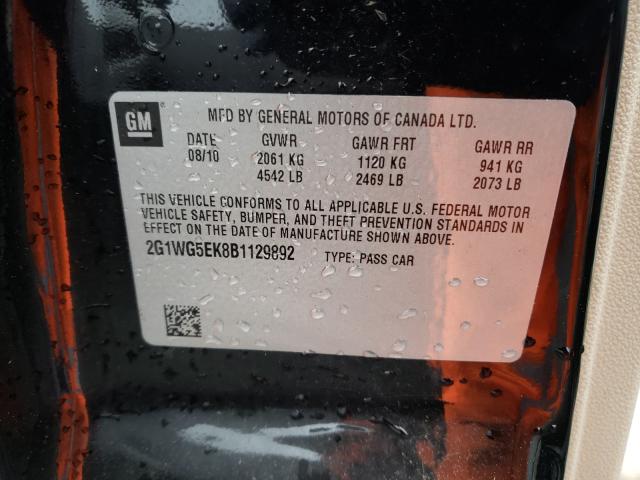 GM
MFD BY GENERAL MOTORS OF CANADA LTD.
DATE GVWR GAWR FRT GAWR RR
08/10 2061 KG 1120 KG 941 KG
4542 LB 2469 LB 2073 LB
THIS VEHICLE CONFORMS TO ALL APPLICABLE U.S. FEDERAL MOTOR
VEHICLE SAFETY, BUMPER, AND THEFT PREVENTION STANDARDS IN
EFFECT ON THE DATE OF MANUFACTURE SHOWN ABOVE.
2G1WG5EK8B1129892 TYPE: PASS CAR